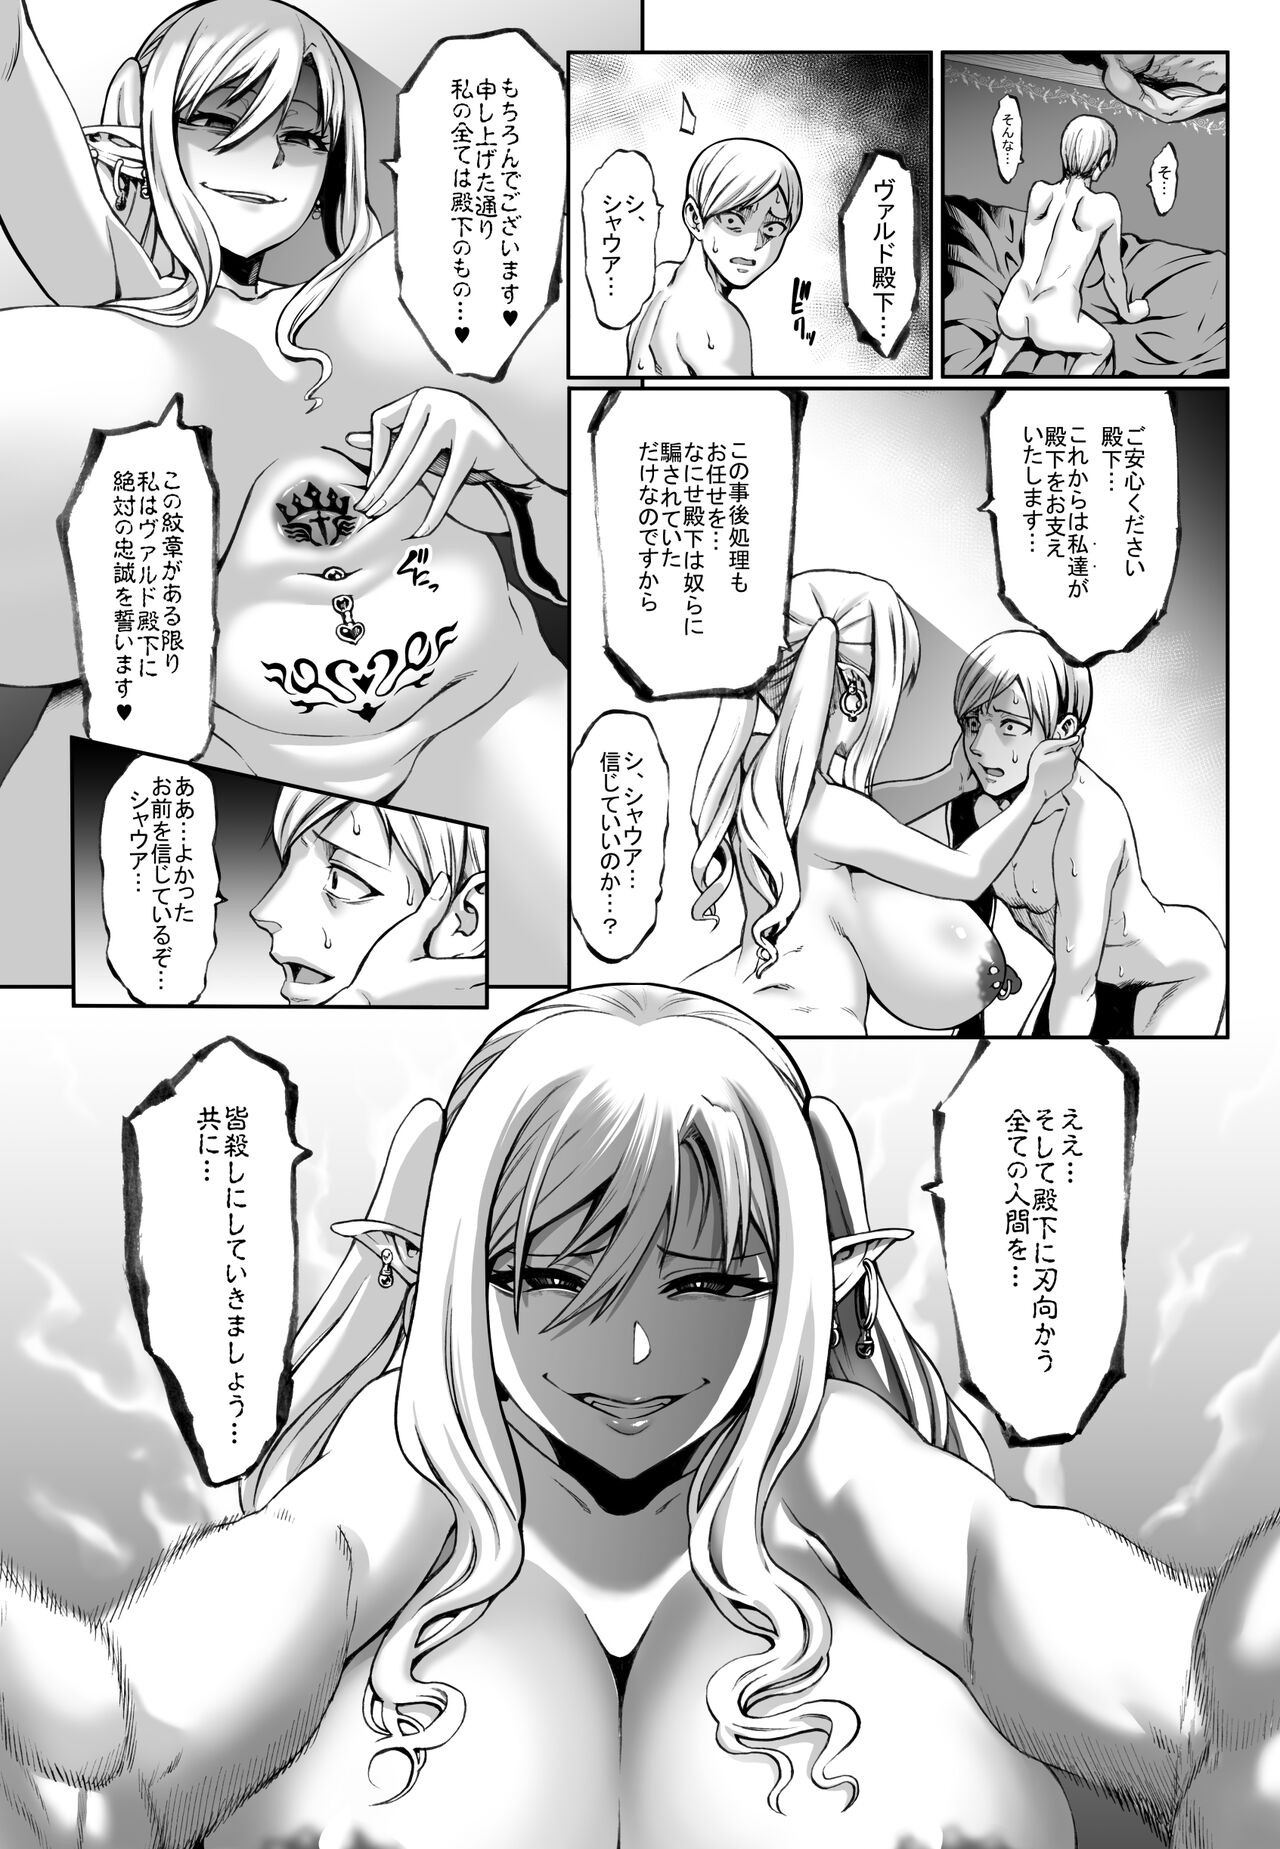 そ…
そんな…
ヴァルド殿下…
シ、
シャウア…
ビクッ
もちろんでございます♥
申し上げた通り
私の全ては殿下のもの…♥
この紋章がある限り
私はヴァルド殿下に
絶対の忠誠を誓います♥
ああ…よかった
お前を信じているぞ…
シャウア…
ご安心ください
殿下…
これからは私達が
殿下をお支え
いたします…
この事後処理も
お任せを…
なにせ殿下は奴らに
騙されていた
だけなのですから
シ、シャウア…
信じていいのか…？
ええ…
そして殿下に刃向かう
全ての人間を…
皆殺しにしていきましょう…
共に…